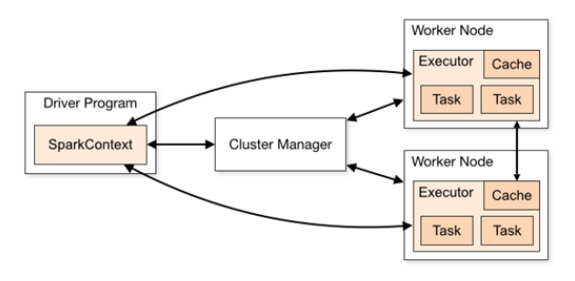 Driver Program
SparkContext
Cluster Manager
Worker Node
Executor
Cache
Task
Task
Worker Node
Executor
Cache
Task
Task